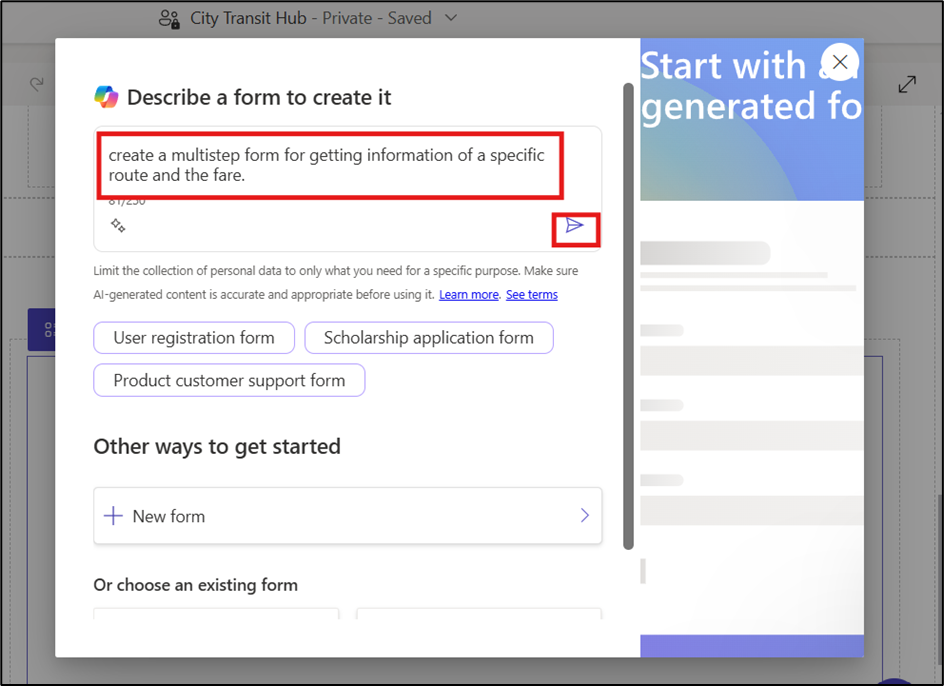 City Transit Hub - Private - Saved
Describe a form to create it
create a multistep form for getting information of a specific
route and the fare.
81/250
Limit the collection of personal data to only what you need for a specific purpose. Make sure
AI-generated content is accurate and appropriate before using it. Learn more. See terms
User registration form
Scholarship application form
Product customer support form
Other ways to get started
New form
Or choose an existing form
Start with
generated fo